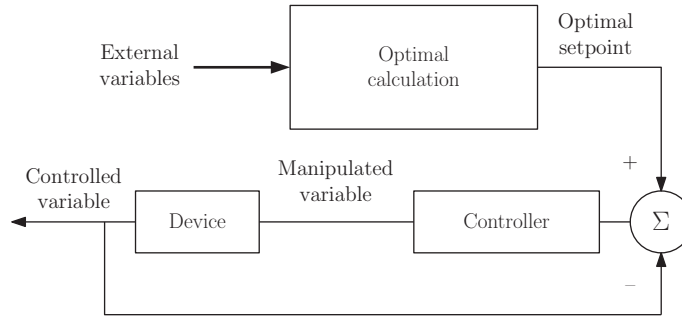 External
variables
Optimal
calculation
Optimal
setpoint
+
Controlled
variable
Device
Manipulated
variable
Controller
Σ
–